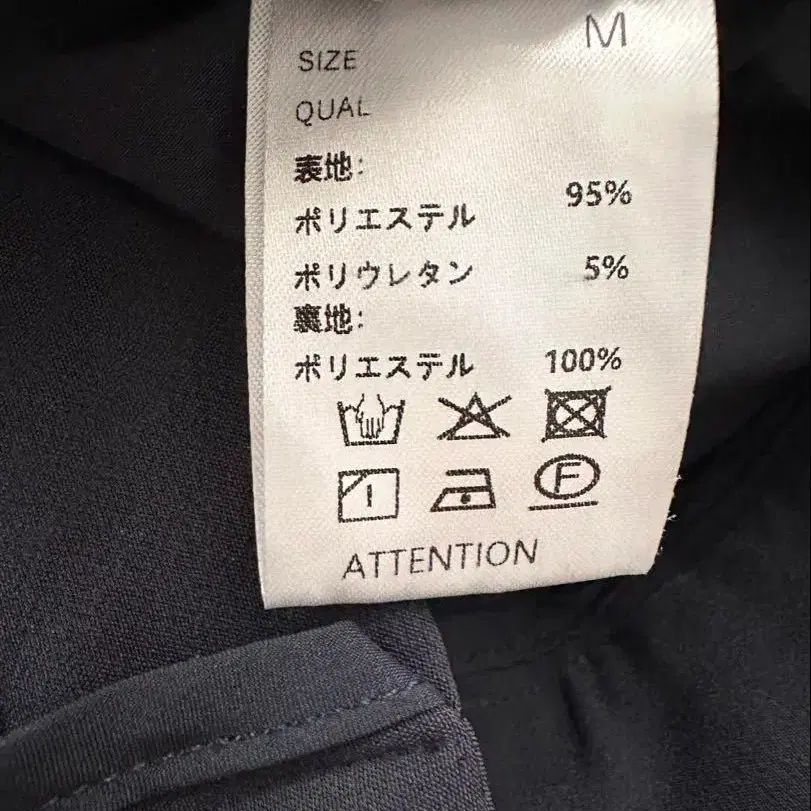 M
SIZE
QUAL
表地:
ポリエステル 95%
ポリウレタン 5%
裏地:
ポリエステル 100%
F
ATTENTION